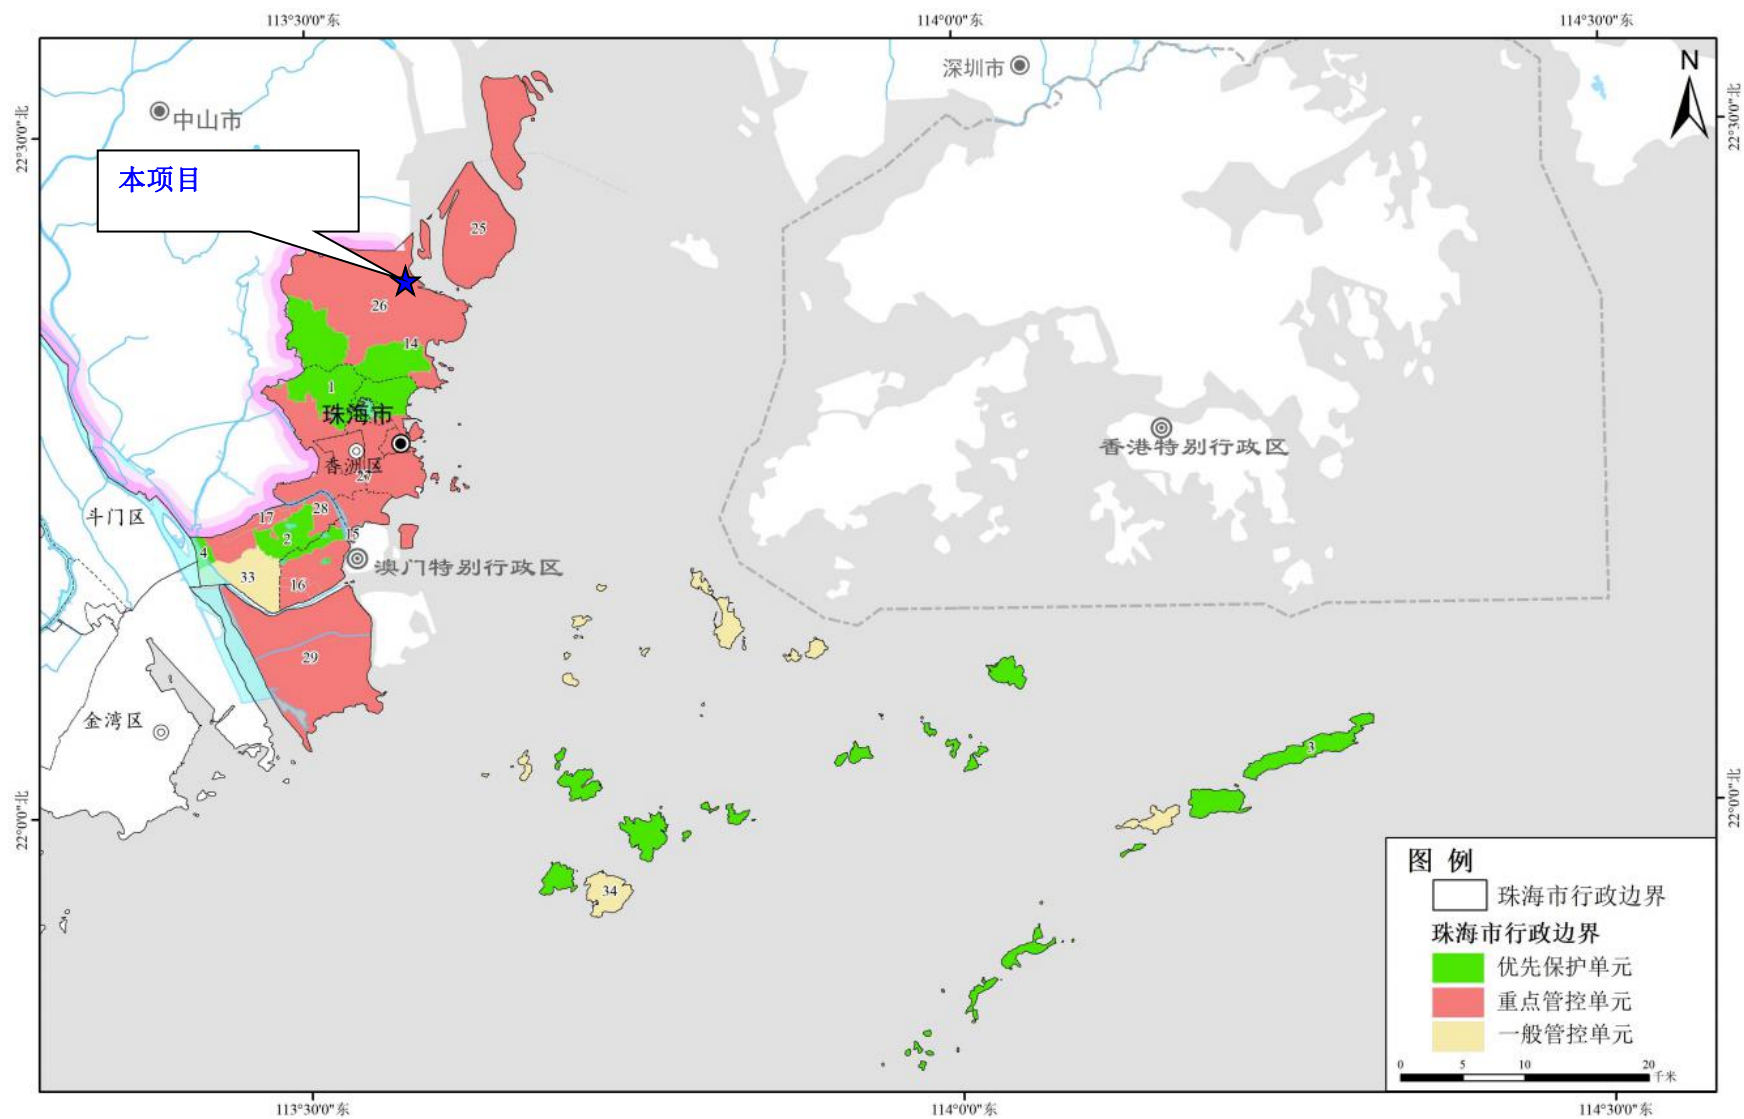 113°30'0"东
114°0'0"东
114°30'0"东
深圳市
N
中山市
22°30'0"北
22°30'0"北
本项目
25
26
14
1
珠海市
香洲区
27
香港特别行政区
斗门区
17
28
15
2
4
澳门特别行政区
33
16
29
金湾区
3
22°0'0"北
22°0'0"北
34
图 例
珠海市行政边界
珠海市行政边界
优先保护单元
重点管控单元
一般管控单元
0 5 10 20
千米
113°30'0"东
114°0'0"东
114°30'0"东